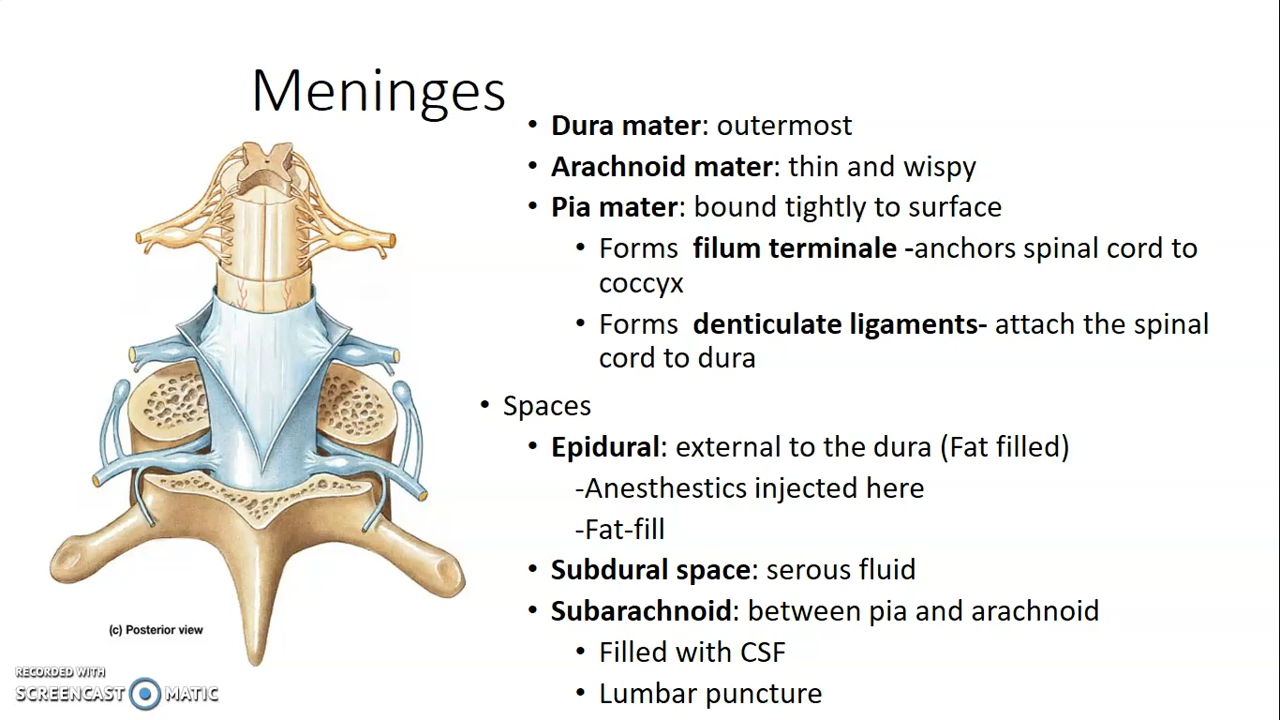 Meninges
• Dura mater: outermost
• Arachnoid mater: thin and wispy
• Pia mater: bound tightly to surface
• Forms filum terminale -anchors spinal cord to
coccyx
• Forms denticulate ligaments- attach the spinal
cord to dura
• Spaces
• Epidural: external to the dura (Fat filled)
-Anesthestics injected here
-Fat-fill
• Subdural space: serous fluid
• Subarachnoid: between pia and arachnoid
• Filled with CSF
• Lumbar puncture
(c) Posterior view
RECORDED WITH
SCREENCAST MATIC